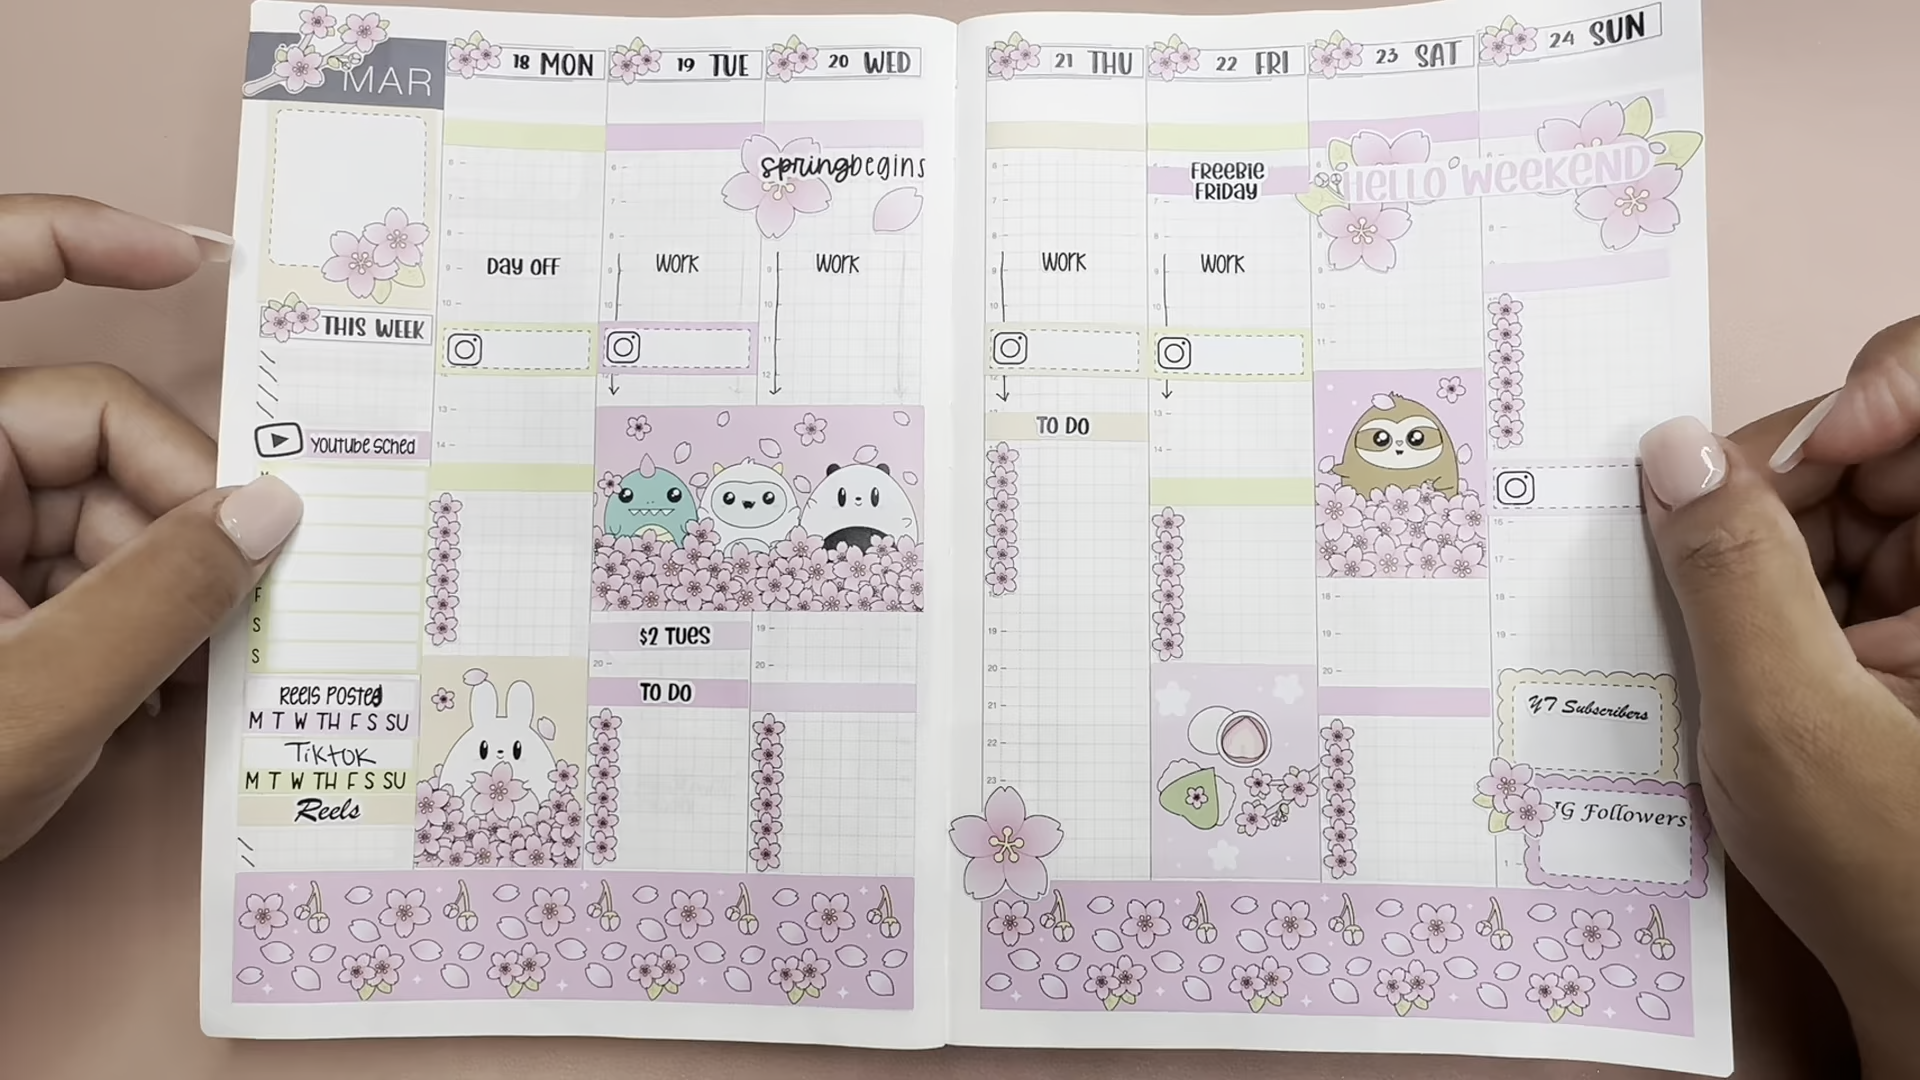 MAR
18 MON
19 TUE
20 WED
21 THU
22 FRI
23 SAT
24 SUN
springbegins
FREEBIE
FRIDAY
HELLO WEEKEND
DAY OFF
WORK
WORK
WORK
WORK
THIS WEEK
YOUTUBE SCHED
TO DO
F
S
S
$2 TUES
TO DO
REELS POSTED
M T W TH F S SU
TIKTOK
M T W TH F S SU
Reels
YT Subscribers
IG Followers